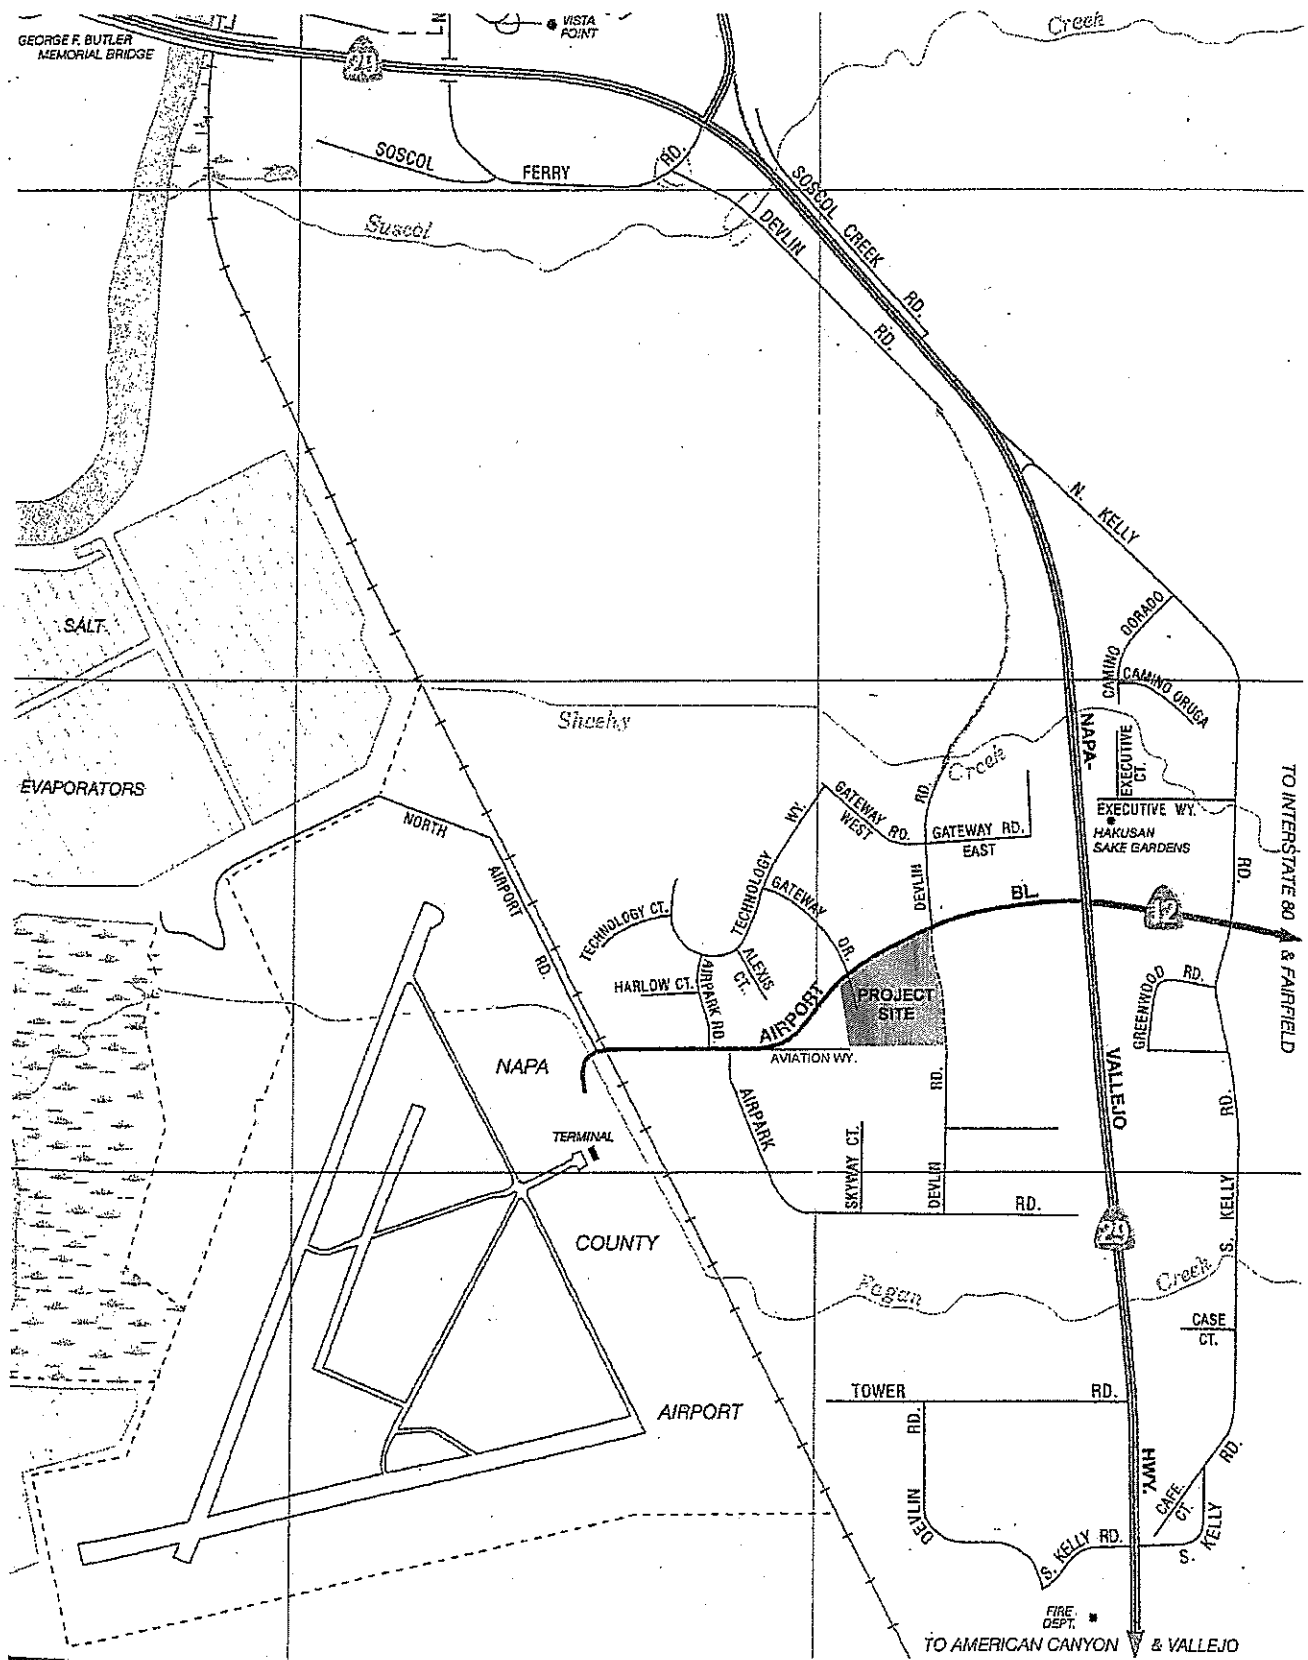 GEORGE F. BUTLER
MEMORIAL BRIDGE
LN
VISTA
POINT
Creek
29
SOSCOL
FERRY
RD.
SOSCOL
CREEK
RD.
Suscol
DEVLIN
RD.
N.
KELLY
SALT
CAMINO
DORADO
CAMINO ORUGA
EVAPORATORS
Sheehy
Creek
NAPA-
EXECUTIVE
CT.
EXECUTIVE WY.
HAKUSAN
SAKE GARDENS
TO INTERSTATE 80 & FAIRFIELD
NORTH
AIRPORT
RD.
TECHNOLOGY
WY.
GATEWAY RD.
WEST
RD.
GATEWAY RD.
EAST
DEVLIN
BL.
12
RD.
TECHNOLOGY CT.
GATEWAY
DR.
ALEXIS
CT.
HARLOW CT.
AIRPARK RD.
AIRPORT
PROJECT
SITE
GREENWOOD
RD.
NAPA
AVIATION WY.
VALLEJO
RD.
RD.
TERMINAL
AIRPARK
SKYWAY CT.
DEVLIN
RD.
S. KELLY
29
COUNTY
Fagan
Creek
CASE
CT.
TOWER
RD.
AIRPORT
RD.
DEVLIN
HWY.
RD.
CAFE
CT.
S. KELLY RD.
S. KELLY
FIRE
DEPT.
TO AMERICAN CANYON & VALLEJO